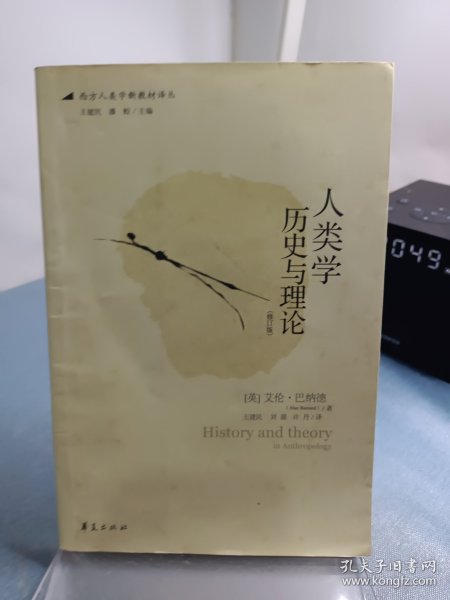 西方人类学新教材译丛
王建民 潘蛟/主编
人类学
历史与理论
(修订版)
[英]艾伦·巴纳德
(Alan Barnard)/著
王建民 刘源 许丹/译
History and theory
in Anthropology
华夏出版社
049
孔夫子旧书网
www.kongfz.com